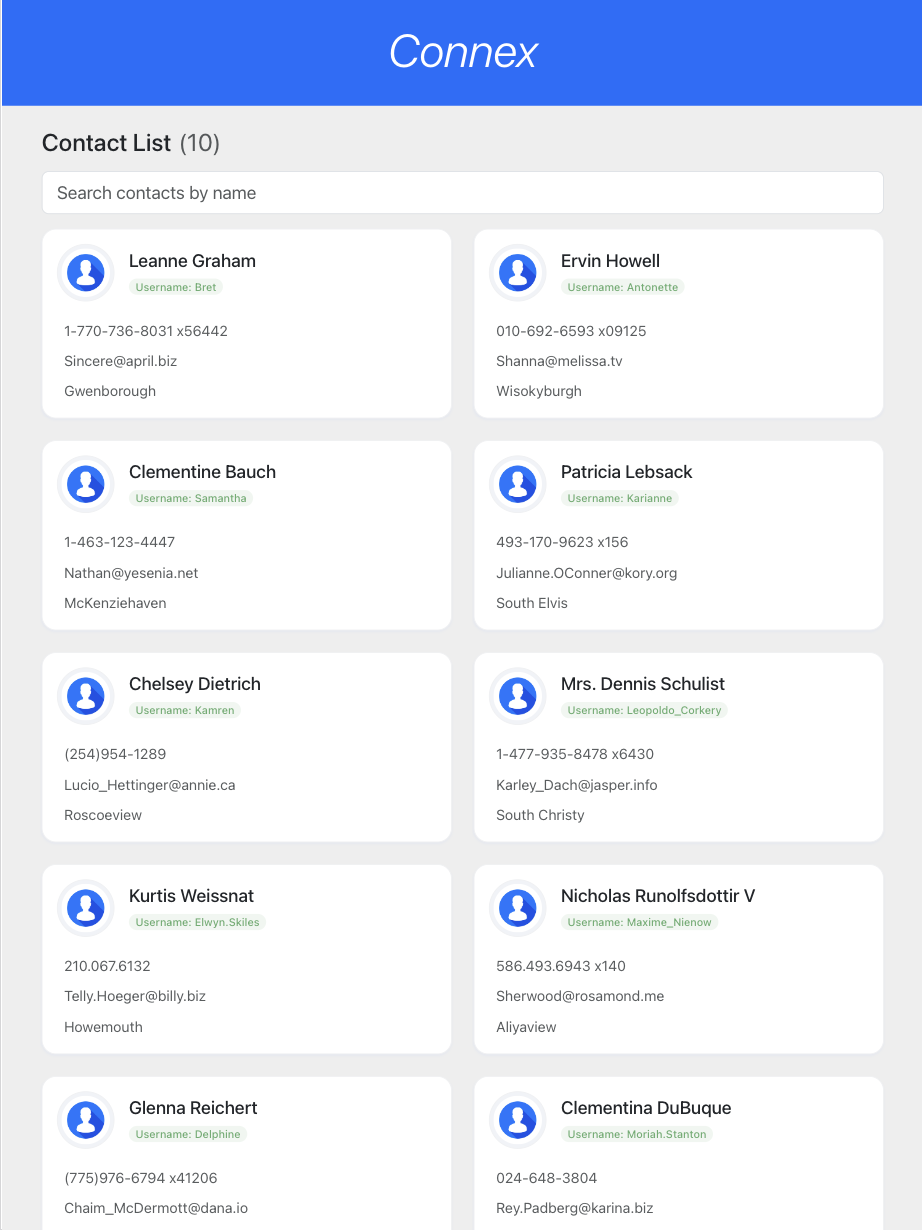 Connex
Contact List (10)
Search contacts by name
Leanne Graham
Username: Bret
1-770-736-8031 x56442
Sincere@april.biz
Gwenborough
Ervin Howell
Username: Antonette
010-692-6593 x09125
Shanna@melissa.tv
Wisokyburgh
Clementine Bauch
Username: Samantha
1-463-123-4447
Nathan@yesenia.net
McKenziehaven
Patricia Lebsack
Username: Karianne
493-170-9623 x156
Julianne.OConner@kory.org
South Elvis
Chelsey Dietrich
Username: Kamren
(254)954-1289
Lucio_Hettinger@annie.ca
Roscoeview
Mrs. Dennis Schulist
Username: Leopoldo_Corkery
1-477-935-8478 x6430
Karley_Dach@jasper.info
South Christy
Kurtis Weissnat
Username: Elwyn.Skiles
210.067.6132
Telly.Hoeger@billy.biz
Howemouth
Nicholas Runolfsdottir V
Username: Maxime_Nienow
586.493.6943 x140
Sherwood@rosamond.me
Aliyaview
Glenna Reichert
Username: Delphine
(775)976-6794 x41206
Chaim_McDermott@dana.io
Clementina DuBuque
Username: Moriah.Stanton
024-648-3804
Rey.Padberg@karina.biz